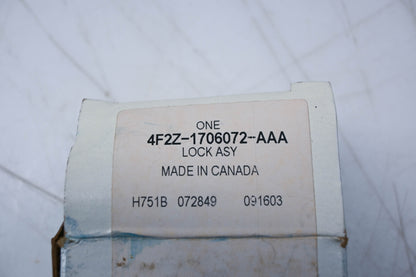 ONE
4F2Z-1706072-AAA
LOCK ASY
MADE IN CANADA
H751B 072849 091603